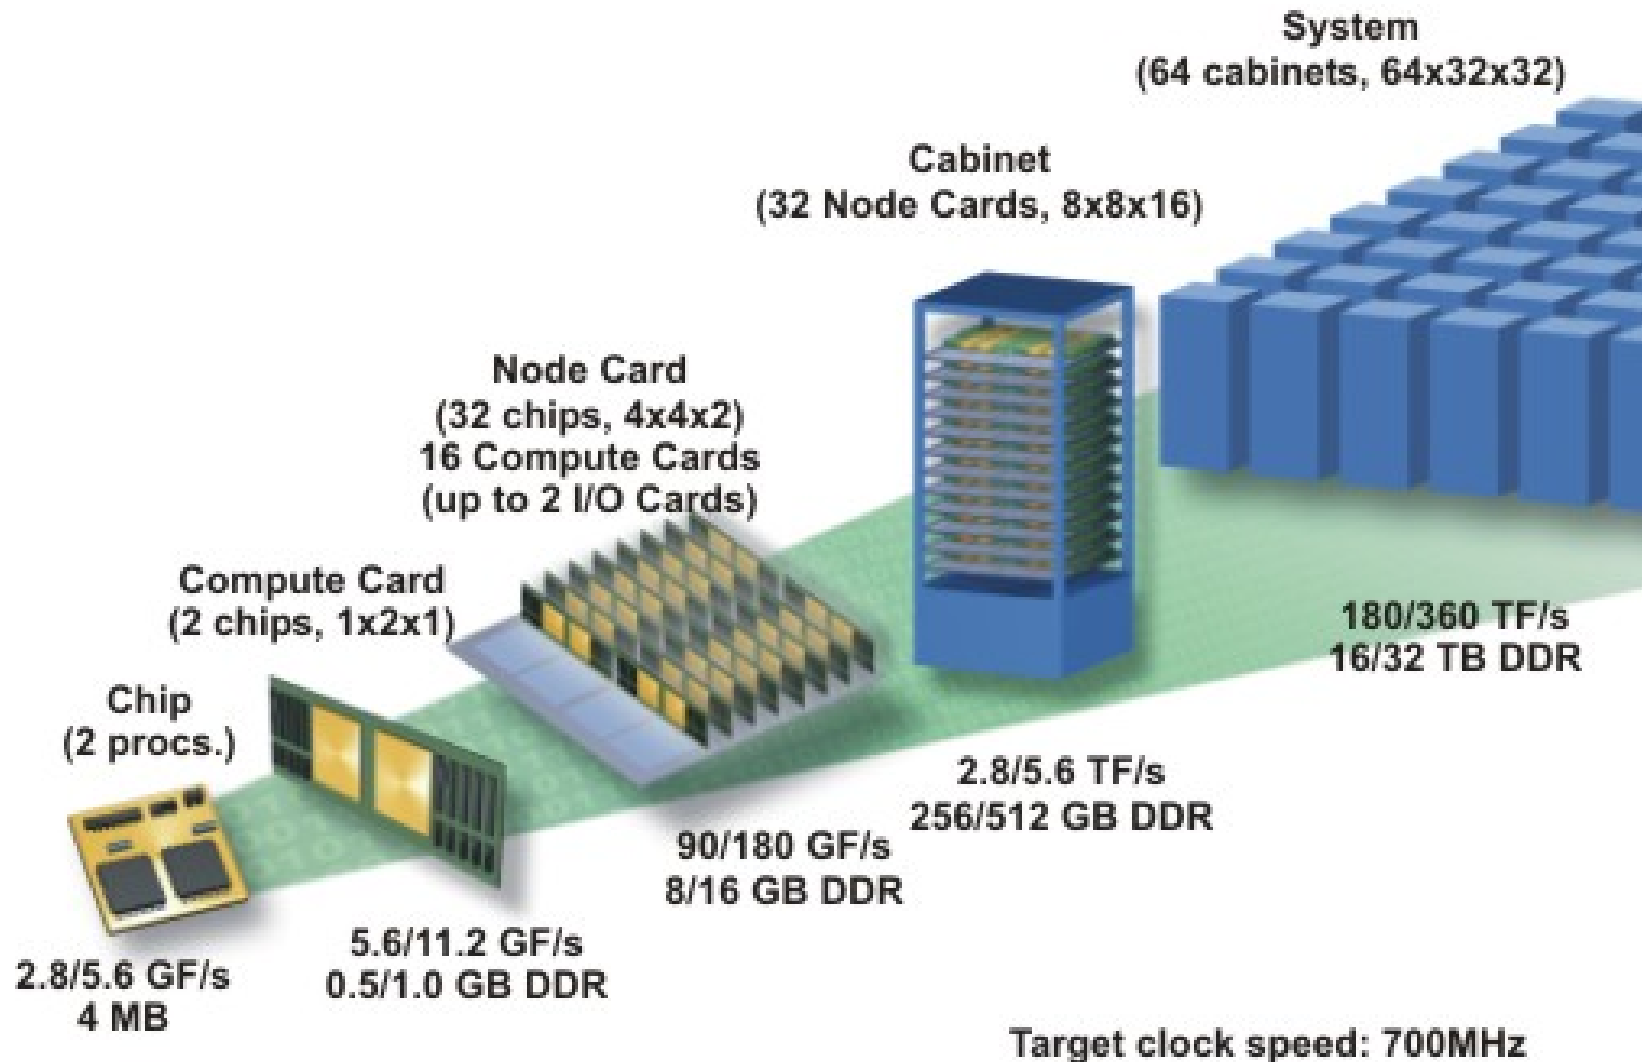 System
(64 cabinets, 64x32x32)
Cabinet
(32 Node Cards, 8x8x16)
Node Card
(32 chips, 4x4x2)
16 Compute Cards
(up to 2 I/O Cards)
Compute Card
(2 chips, 1x2x1)
Chip
(2 procs.)
180/360 TF/s
16/32 TB DDR
2.8/5.6 TF/s
256/512 GB DDR
90/180 GF/s
8/16 GB DDR
5.6/11.2 GF/s
0.5/1.0 GB DDR
2.8/5.6 GF/s
4 MB
Target clock speed: 700MHz